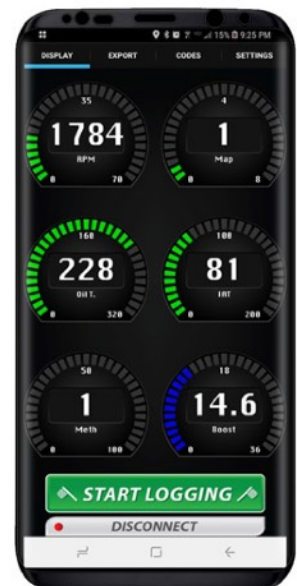 15% 9:25 PM
DISPLAY EXPORT CODES SETTINGS
35 4
1784 1
RPM Map
0 70 0 8
160 100
228 81
Oil T. IAT
0 320 0 200
50 18
1 14.6
Meth Boost
0 100 0 36
START LOGGING
DISCONNECT